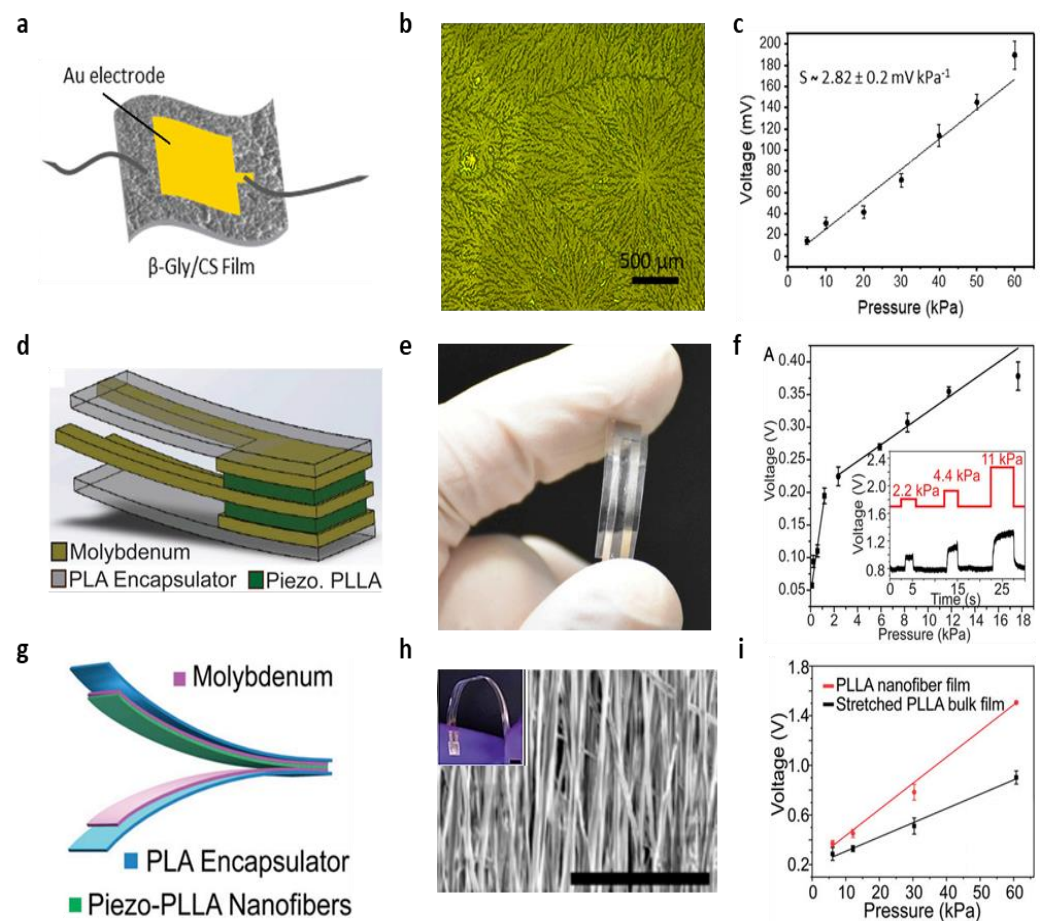 a
Au electrode
β-Gly/CS Film
b
500 µm
c
200
180
160
140
120
100
80
60
40
20
0
Voltage (mV)
S ~ 2.82 ± 0.2 mV kPa⁻¹
0 10 20 30 40 50 60
Pressure (kPa)
d
Molybdenum
PLA Encapsulator
Piezo. PLLA
e
f
A
0.40
0.35
0.30
0.25
0.20
0.15
0.10
0.05
Voltage (V)
2.4
2.0
1.6
1.2
0.8
Voltage (V)
2.2 kPa
4.4 kPa
11 kPa
0 5 15 25
Time (s)
0 2 4 6 8 10 12 14 16 18
Pressure (kPa)
g
Molybdenum
PLA Encapsulator
Piezo-PLLA Nanofibers
h
i
1.8
1.4
1.0
0.6
0.2
Voltage (V)
PLLA nanofiber film
Stretched PLLA bulk film
0 10 20 30 40 50 60
Pressure (kPa)